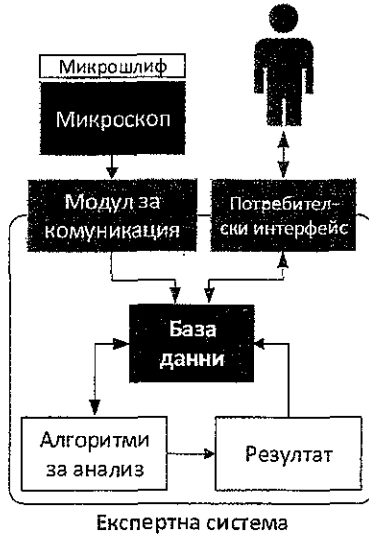 Микрошлиф
Микроскоп
Модул за
комуникация
Потребител-
ски интерфейс
База
данни
Алгоритми
за анализ
Резултат
Експертна система